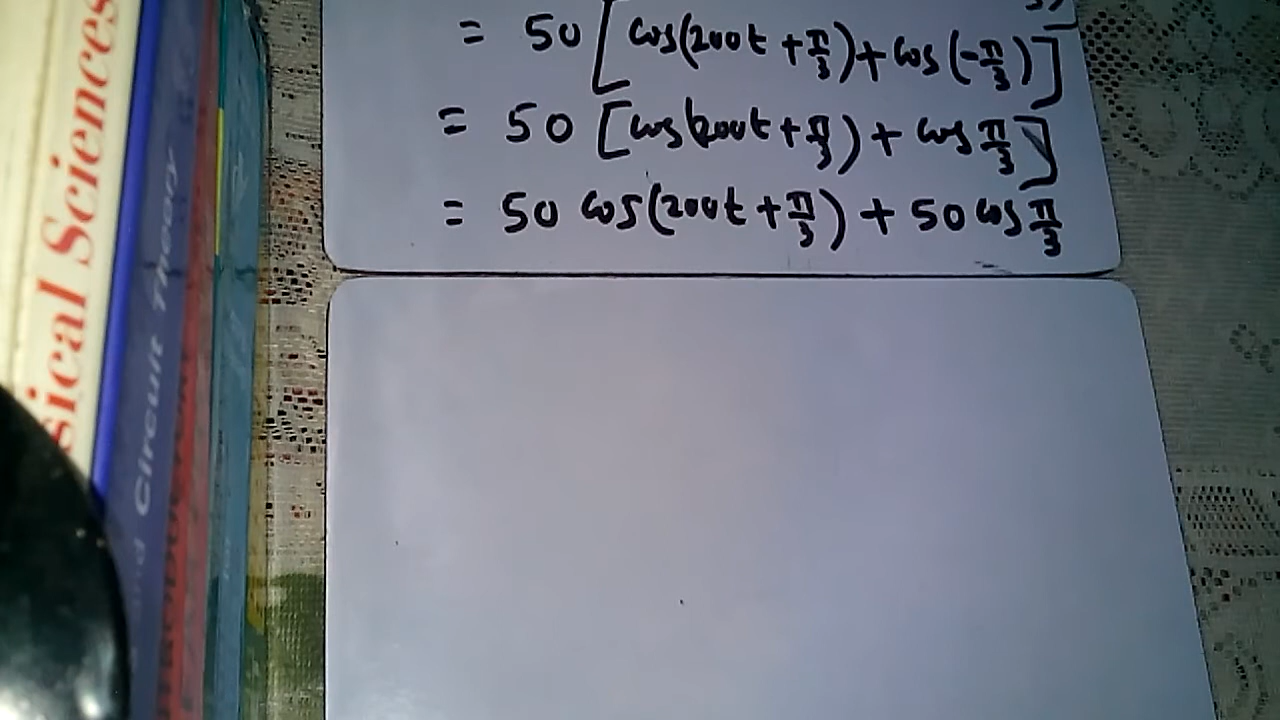 = 50 [cos(200t + π/3) + cos(-π/3)]
= 50 [cos(200t + π/3) + cos π/3]
= 50 cos(200t + π/3) + 50 cos π/3
sical Sciences
Circuit Theory